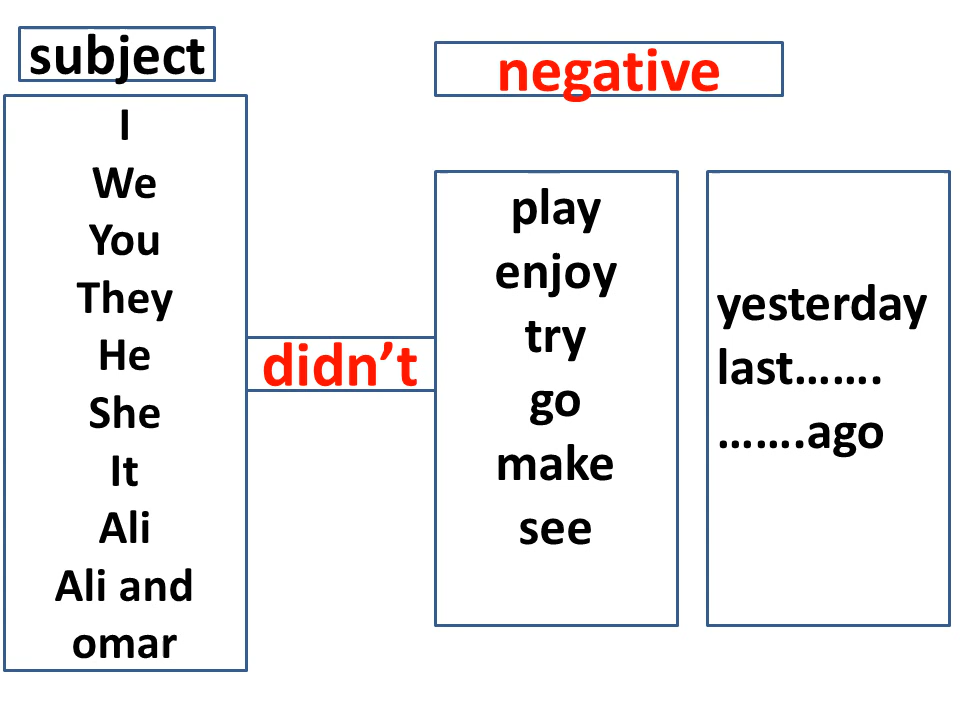 subject
negative
I
We
You
They
He
She
It
Ali
Ali and
omar
didn’t
play
enjoy
try
go
make
see
yesterday
last…….
…….ago